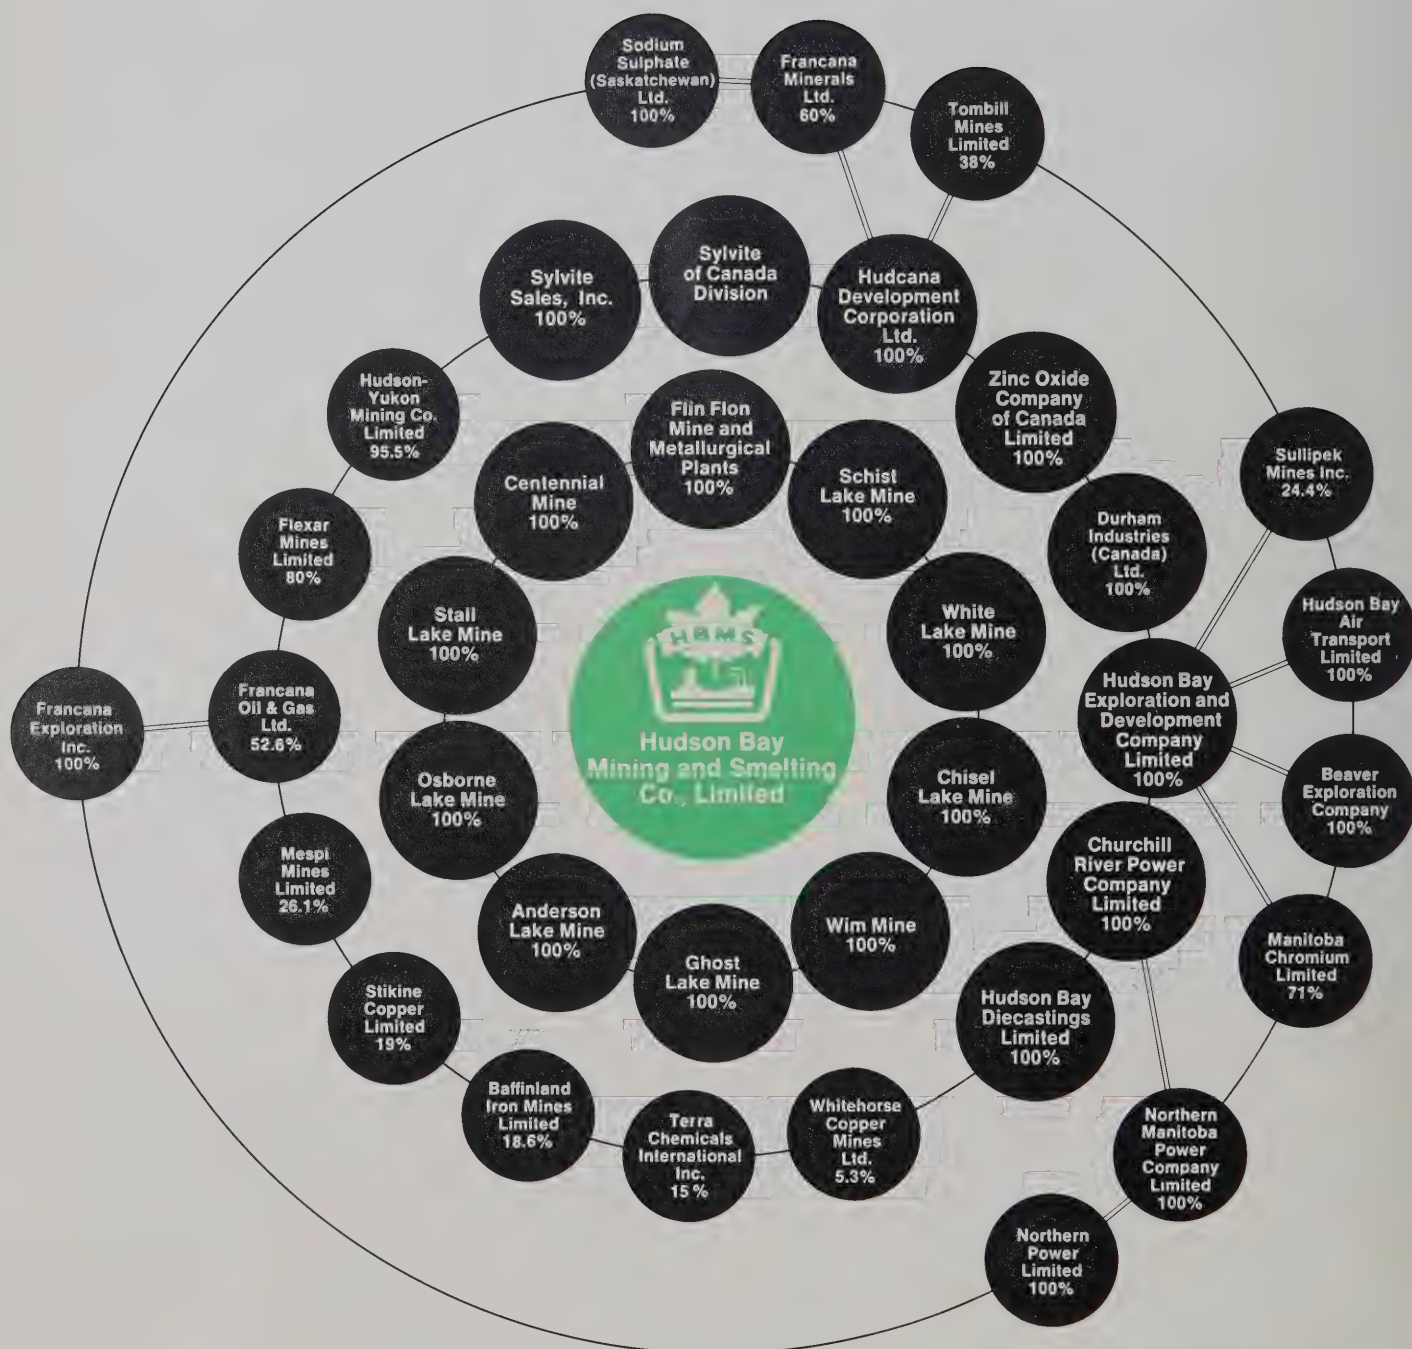 Sodium
Sulphate
(Saskatchewan)
Ltd.
100%
Francana
Minerals
Ltd.
60%
Tombill
Mines
Limited
38%
Sylvite
Sales, Inc.
100%
Sylvite
of Canada
Division
Hudcana
Development
Corporation
Ltd.
100%
Zinc Oxide
Company
of Canada
Limited
100%
Durham
Industries
(Canada)
Ltd.
100%
Hudson Bay
Exploration and
Development
Company
Limited
100%
Sullipek
Mines Inc.
24.4%
Hudson Bay
Air
Transport
Limited
100%
Beaver
Exploration
Company
100%
Manitoba
Chromium
Limited
71%
Churchill
River Power
Company
Limited
100%
Northern
Manitoba
Power
Company
Limited
100%
Northern
Power
Limited
100%
Hudson Bay
Diecastings
Limited
100%
Whitehorse
Copper
Mines
Ltd.
5.3%
Terra
Chemicals
International
Inc.
15%
Baffinland
Iron Mines
Limited
18.6%
Stikine
Copper
Limited
19%
Mespi
Mines
Limited
26.1%
Francana
Oil & Gas
Ltd.
52.6%
Francana
Exploration
Inc.
100%
Flexar
Mines
Limited
80%
Hudson-
Yukon
Mining Co.
Limited
95.5%
Flin Flon
Mine and
Metallurgical
Plants
100%
Schist
Lake Mine
100%
White
Lake Mine
100%
Chisel
Lake Mine
100%
Wim Mine
100%
Ghost
Lake Mine
100%
Anderson
Lake Mine
100%
Osborne
Lake Mine
100%
Stall
Lake Mine
100%
Centennial
Mine
100%
HBMS
Hudson Bay
Mining and Smelting
Co., Limited